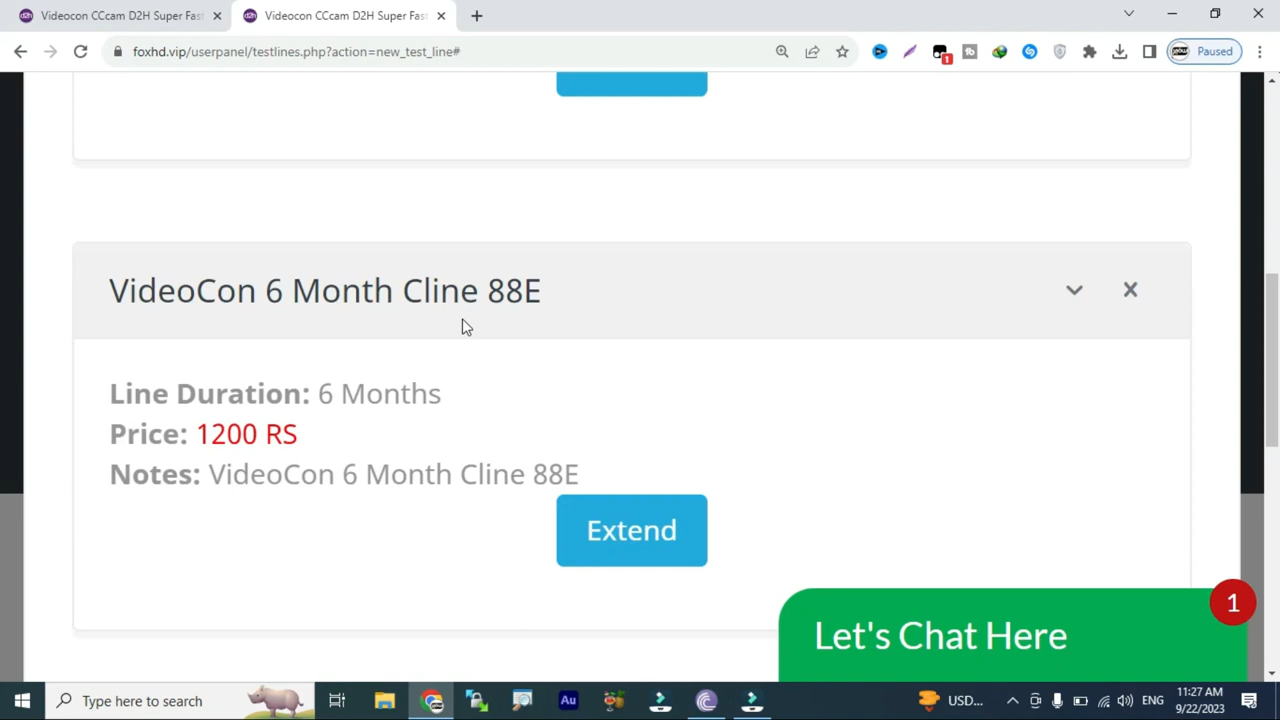 Videocon CCcam D2H Super Fast
Videocon CCcam D2H Super Fast
foxhd.vip/userpanel/testlines.php?action=new_test_line#
1
Paused
VideoCon 6 Month Cline 88E
Line Duration: 6 Months
Price: 1200 RS
Notes: VideoCon 6 Month Cline 88E
Extend
1
Let's Chat Here
Type here to search
Au
USD...
ENG
11:27 AM
9/22/2023